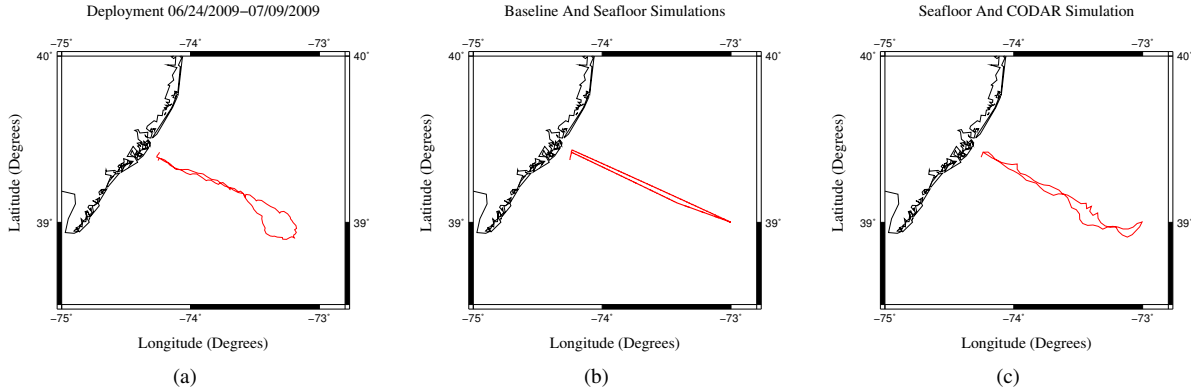 Deployment 06/24/2009−07/09/2009
−75˚ −74˚ −73˚
40˚ 40˚
39˚ 39˚
−75˚ −74˚ −73˚
Latitude (Degrees)
Longitude (Degrees)
(a)
Baseline And Seafloor Simulations
−75˚ −74˚ −73˚
40˚ 40˚
39˚ 39˚
−75˚ −74˚ −73˚
Latitude (Degrees)
Longitude (Degrees)
(b)
Seafloor And CODAR Simulation
−75˚ −74˚ −73˚
40˚ 40˚
39˚ 39˚
−75˚ −74˚ −73˚
Latitude (Degrees)
Longitude (Degrees)
(c)